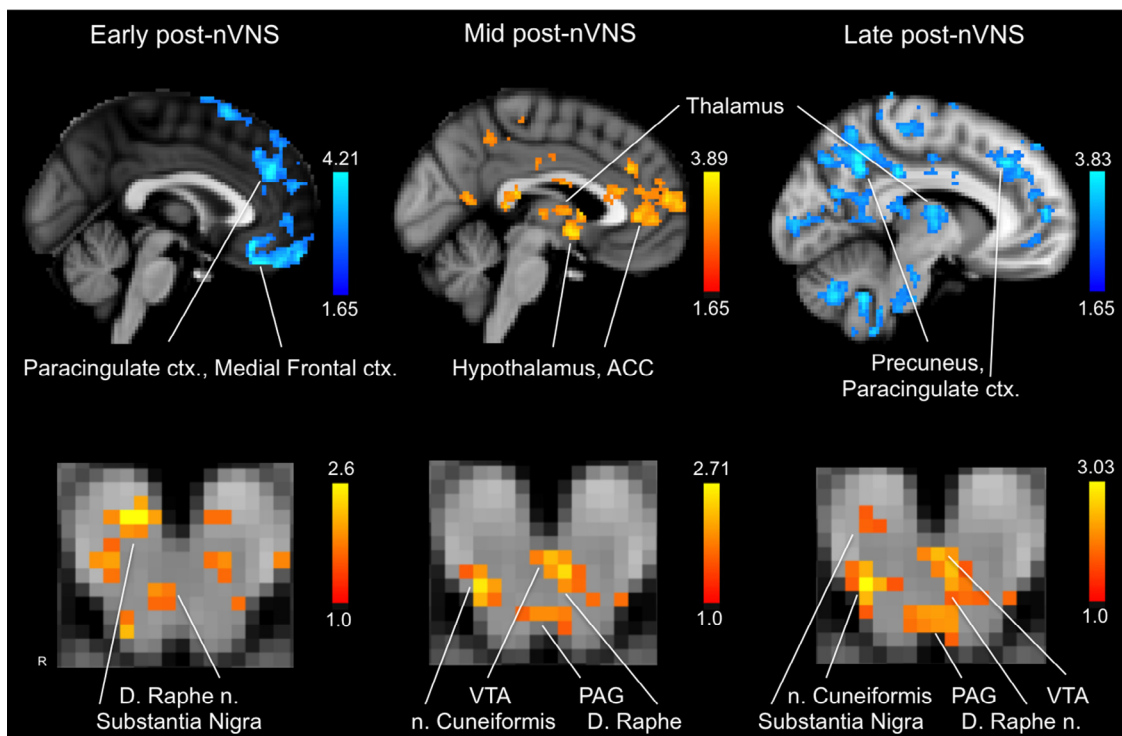 Early post-nVNS
Mid post-nVNS
Late post-nVNS
Thalamus
4.21
3.89
3.83
1.65
1.65
1.65
Paracingulate ctx., Medial Frontal ctx.
Hypothalamus, ACC
Precuneus,
Paracingulate ctx.
2.6
2.71
3.03
1.0
1.0
1.0
R
D. Raphe n.
Substantia Nigra
VTA PAG
n. Cuneiformis D. Raphe
n. Cuneiformis PAG VTA
Substantia Nigra D. Raphe n.